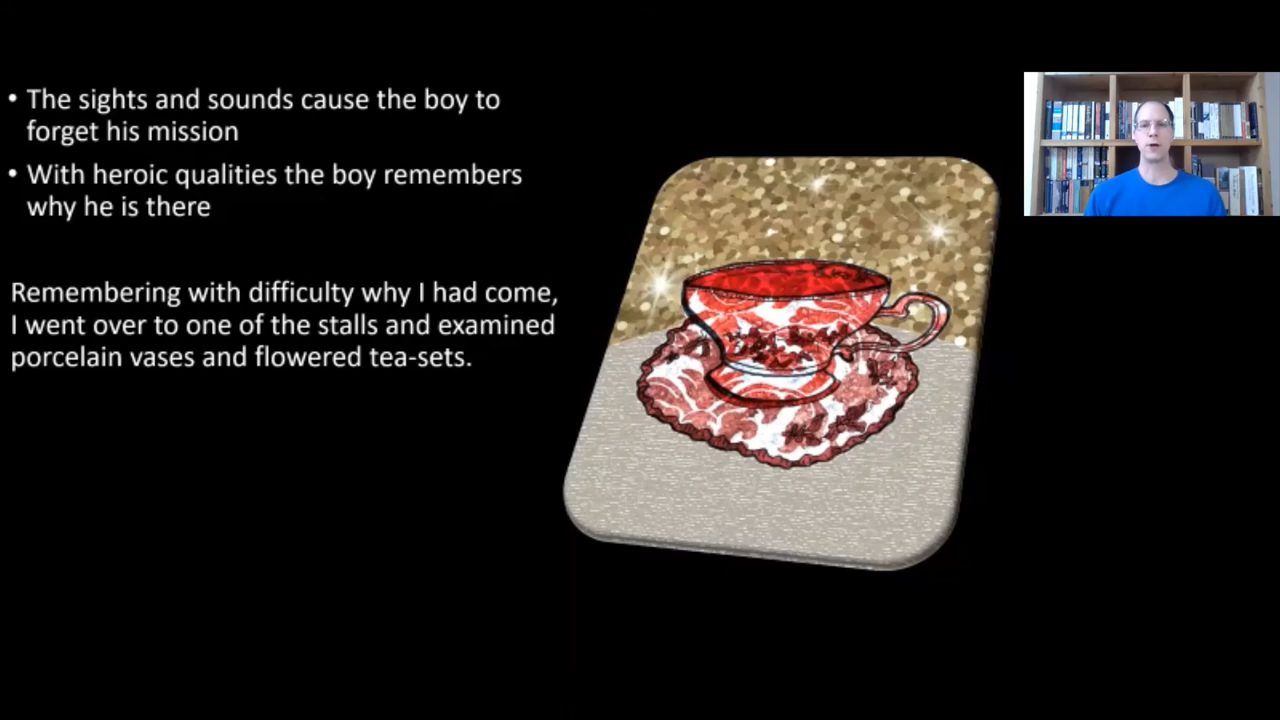 • The sights and sounds cause the boy to
forget his mission
• With heroic qualities the boy remembers
why he is there
Remembering with difficulty why I had come,
I went over to one of the stalls and examined
porcelain vases and flowered tea-sets.